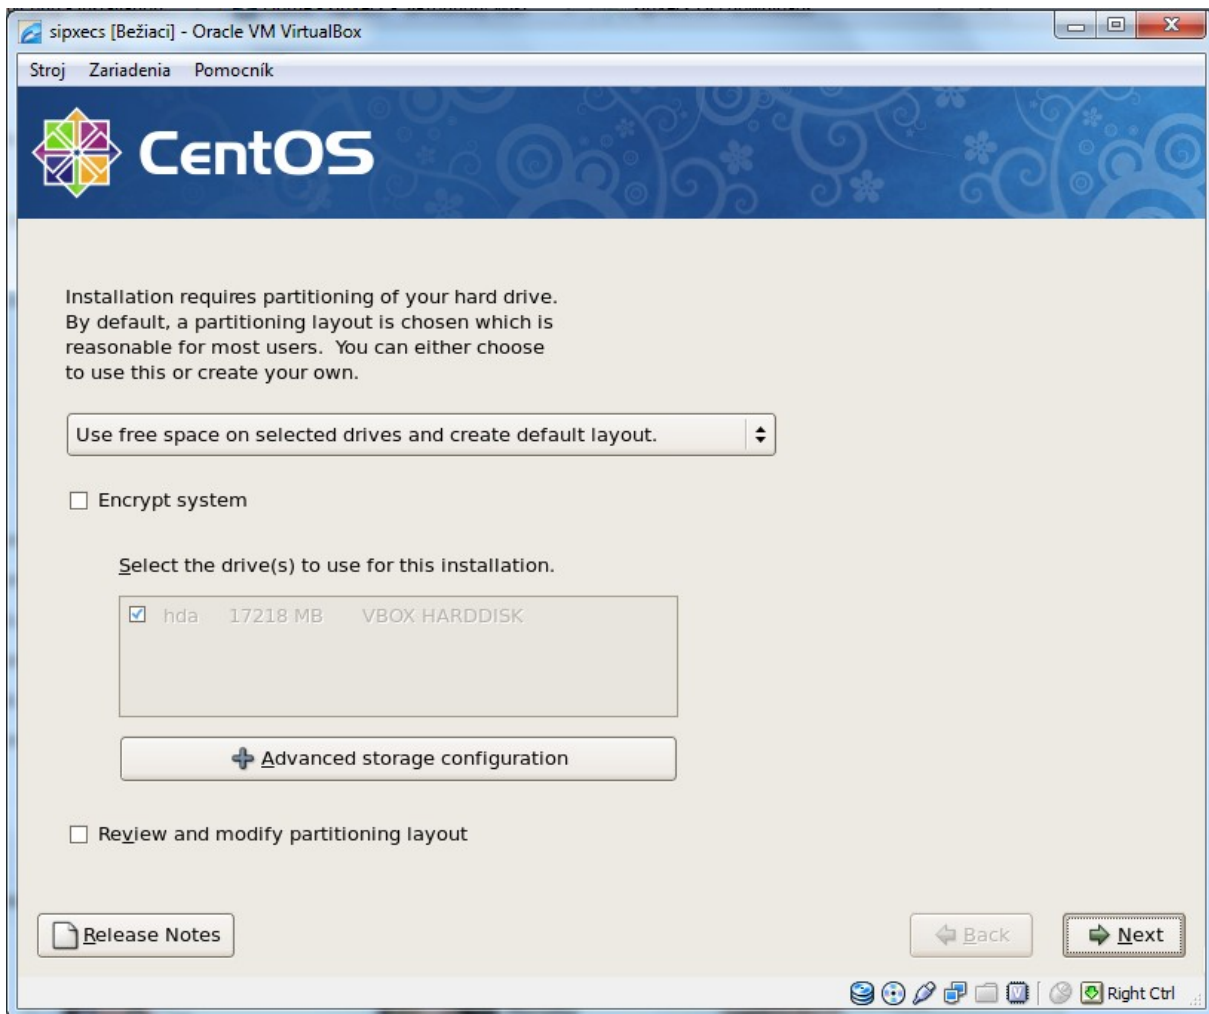 sipxecs [Bežiaci] - Oracle VM VirtualBox
Stroj Zariadenia Pomocník
CentOS
Installation requires partitioning of your hard drive.
By default, a partitioning layout is chosen which is
reasonable for most users. You can either choose
to use this or create your own.
Use free space on selected drives and create default layout.
Encrypt system
Select the drive(s) to use for this installation.
hda 17218 MB VBOX HARDDISK
Advanced storage configuration
Review and modify partitioning layout
Release Notes
Back
Next
Right Ctrl